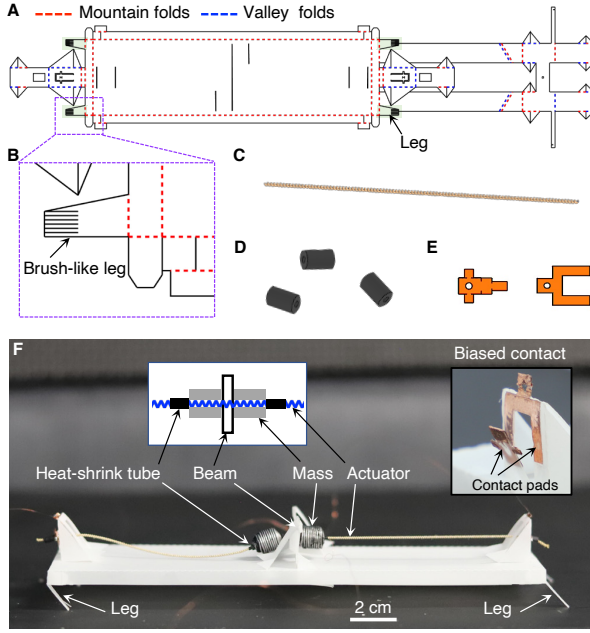 A
Mountain folds
Valley folds
Leg
B
Brush-like leg
C
D
E
F
Biased contact
Contact pads
Heat-shrink tube
Beam
Mass
Actuator
Leg
2 cm
Leg